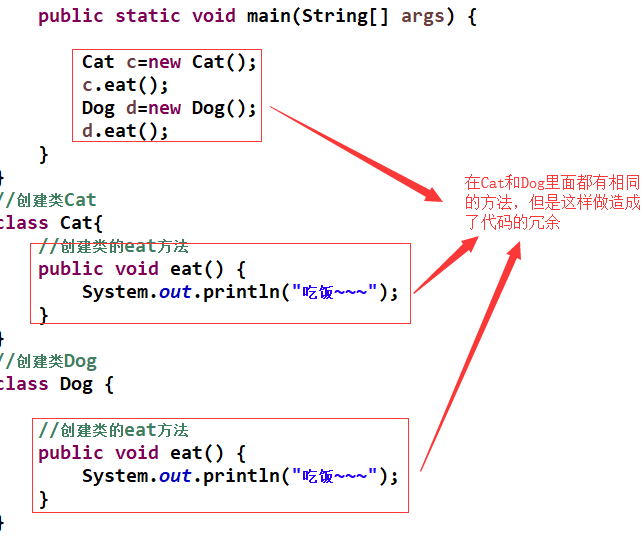 public static void main(String[] args) {
Cat c=new Cat();
c.eat();
Dog d=new Dog();
d.eat();
}
}
在Cat和Dog里面都有相同
的方法，但是这样做造成
了代码的冗余
//创建类Cat
class Cat{
//创建类的eat方法
public void eat() {
System.out.println("吃饭~~~");
}
}
//创建类Dog
class Dog {
//创建类的eat方法
public void eat() {
System.out.println("吃饭~~~");
}
}